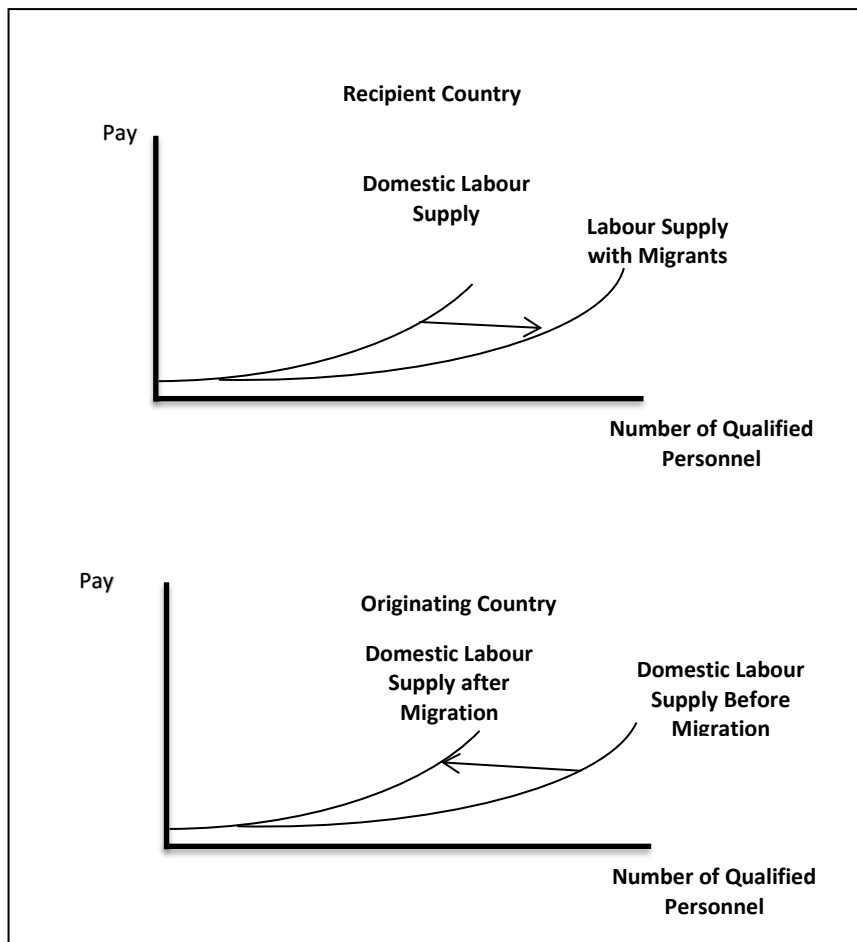 Recipient Country
Pay
Domestic Labour
Supply
Labour Supply
with Migrants
Number of Qualified
Personnel
Pay
Originating Country
Domestic Labour
Supply after
Migration
Domestic Labour
Supply Before
Migration
Number of Qualified
Personnel